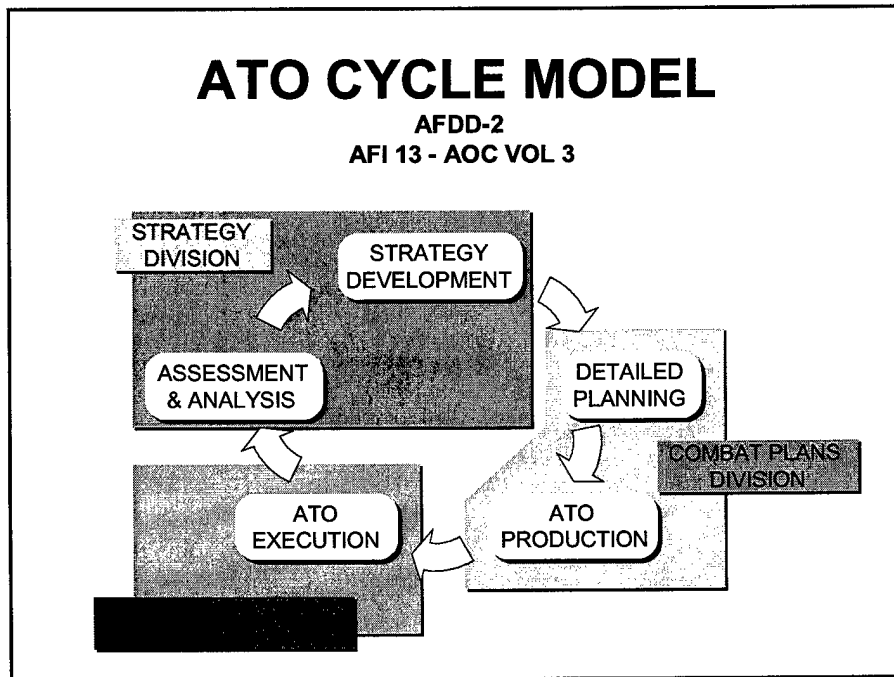 ATO CYCLE MODEL
AFDD-2
AFI 13 - AOC VOL 3
STRATEGY
DIVISION
STRATEGY
DEVELOPMENT
ASSESSMENT
& ANALYSIS
DETAILED
PLANNING
COMBAT PLANS
DIVISION
ATO
EXECUTION
ATO
PRODUCTION